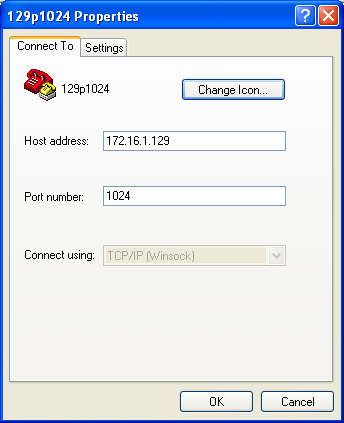 129p1024 Properties
Connect To Settings
129p1024
Change Icon...
Host address: 172.16.1.129
Port number: 1024
Connect using: TCP/IP (Winsock)
OK Cancel